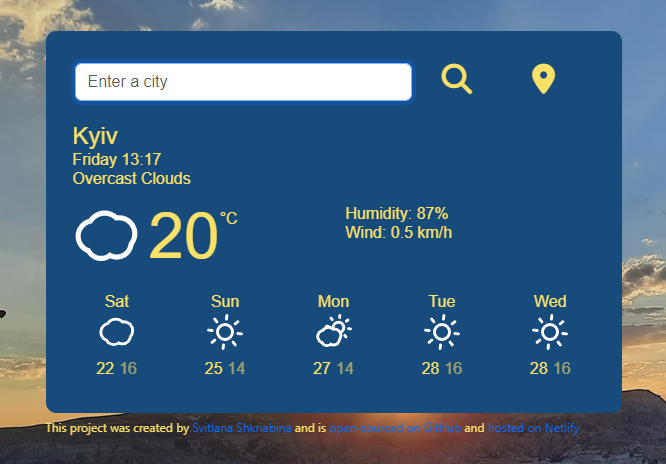 Enter a city
Kyiv
Friday 13:17
Overcast Clouds
20 °C
Humidity: 87%
Wind: 0.5 km/h
Sat Sun Mon Tue Wed
22 16 25 14 27 14 28 16 28 16
This project was created by Svitlana Shkriabina and is open-sourced on GitHub and hosted on Netlify